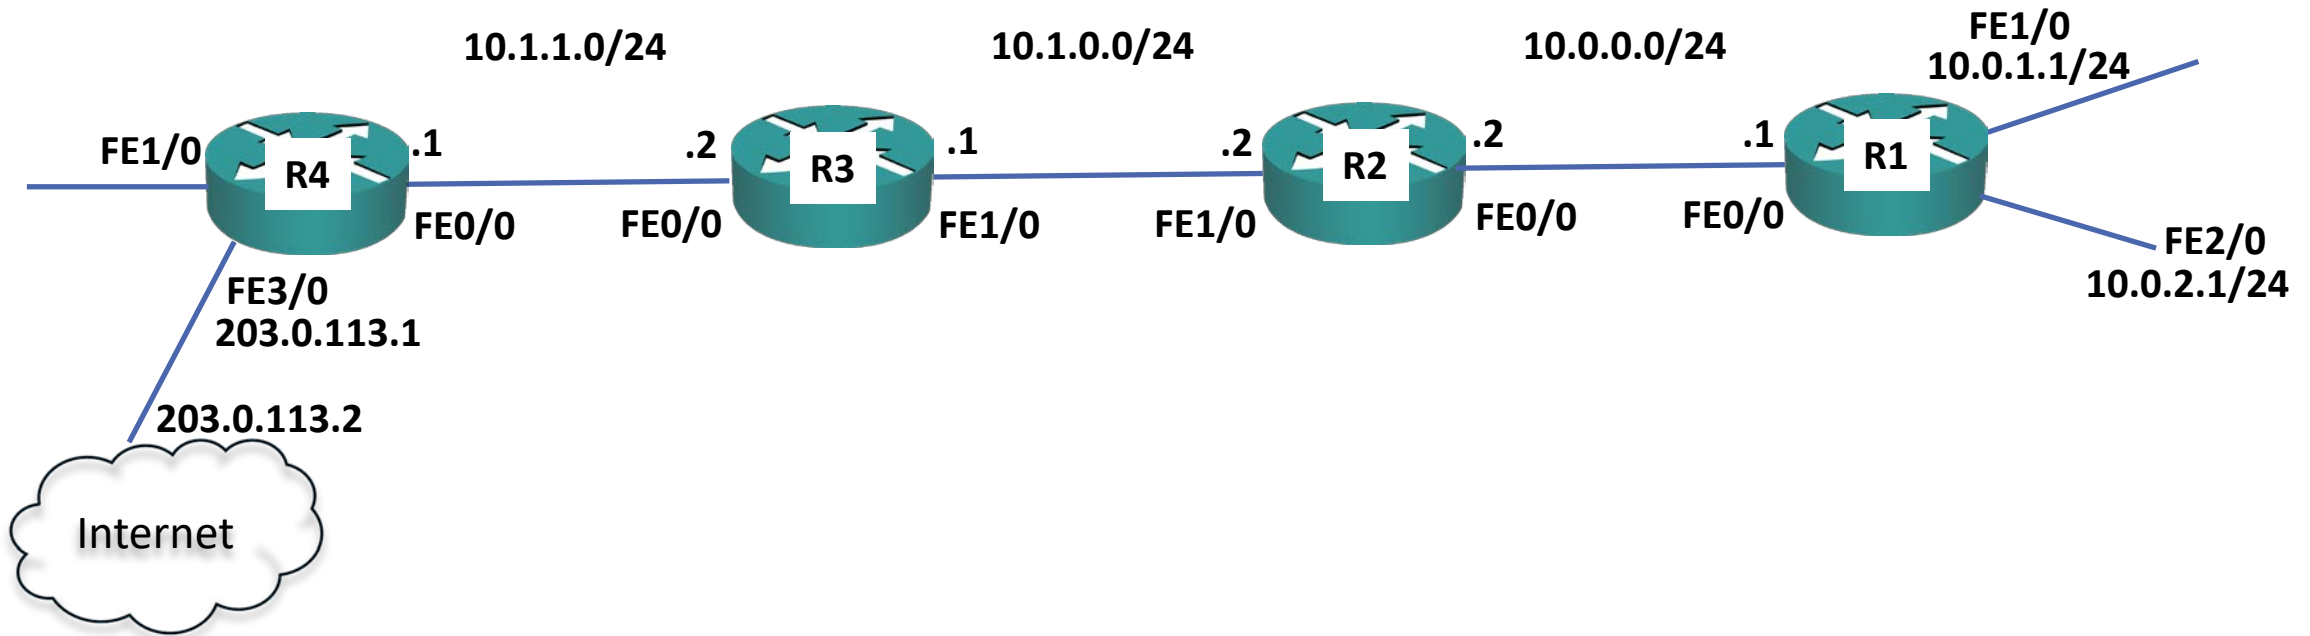 10.1.1.0/24
10.1.0.0/24
10.0.0.0/24
FE1/0
10.0.1.1/24
FE1/0
R4
.1
FE0/0
.2
FE0/0
R3
.1
FE1/0
.2
FE1/0
R2
.2
FE0/0
.1
FE0/0
R1
FE2/0
10.0.2.1/24
FE3/0
203.0.113.1
203.0.113.2
Internet